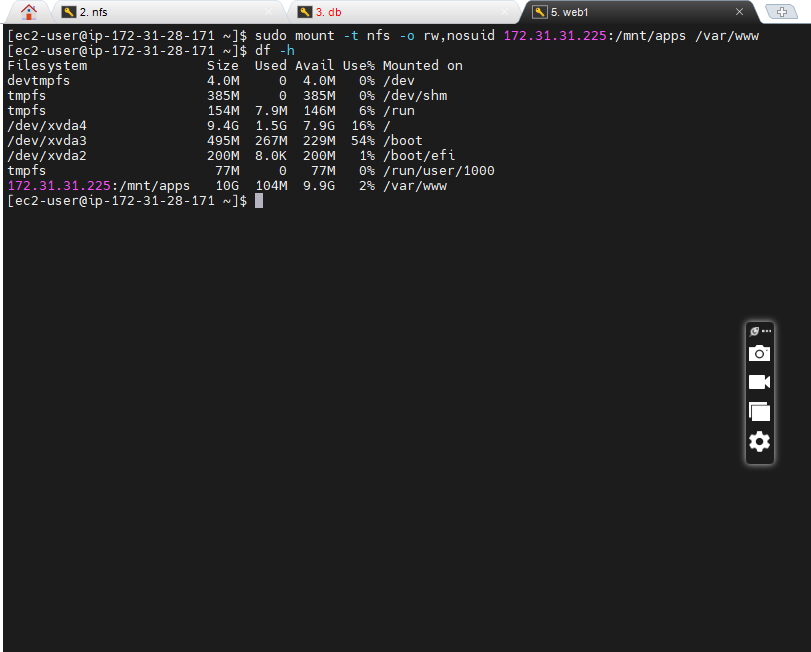 2. nfs
3. db
5. web1
[ec2-user@ip-172-31-28-171 ~]$ sudo mount -t nfs -o rw,nosuid 172.31.31.225:/mnt/apps /var/www
[ec2-user@ip-172-31-28-171 ~]$ df -h
Filesystem               Size  Used Avail Use% Mounted on
devtmpfs                 4.0M     0  4.0M   0% /dev
tmpfs                    385M     0  385M   0% /dev/shm
tmpfs                    154M  7.9M  146M   6% /run
/dev/xvda4               9.4G  1.5G  7.9G  16% /
/dev/xvda3               495M  267M  229M  54% /boot
/dev/xvda2               200M  8.0K  200M   1% /boot/efi
tmpfs                     77M     0   77M   0% /run/user/1000
172.31.31.225:/mnt/apps   10G  104M  9.9G   2% /var/www
[ec2-user@ip-172-31-28-171 ~]$